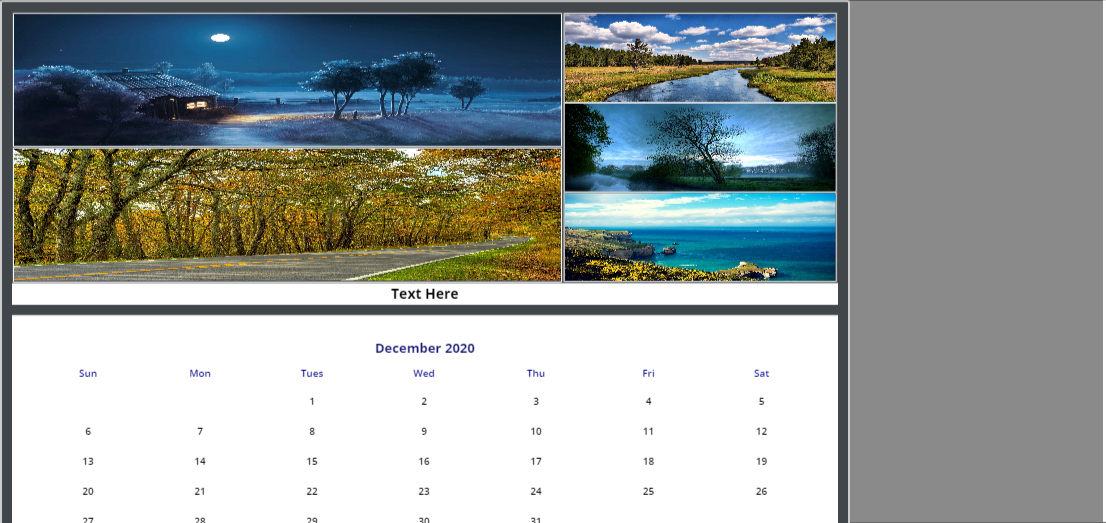 Text Here
December 2020
Sun Mon Tues Wed Thu Fri Sat
1 2 3 4 5
6 7 8 9 10 11 12
13 14 15 16 17 18 19
20 21 22 23 24 25 26
27 28 29 30 31